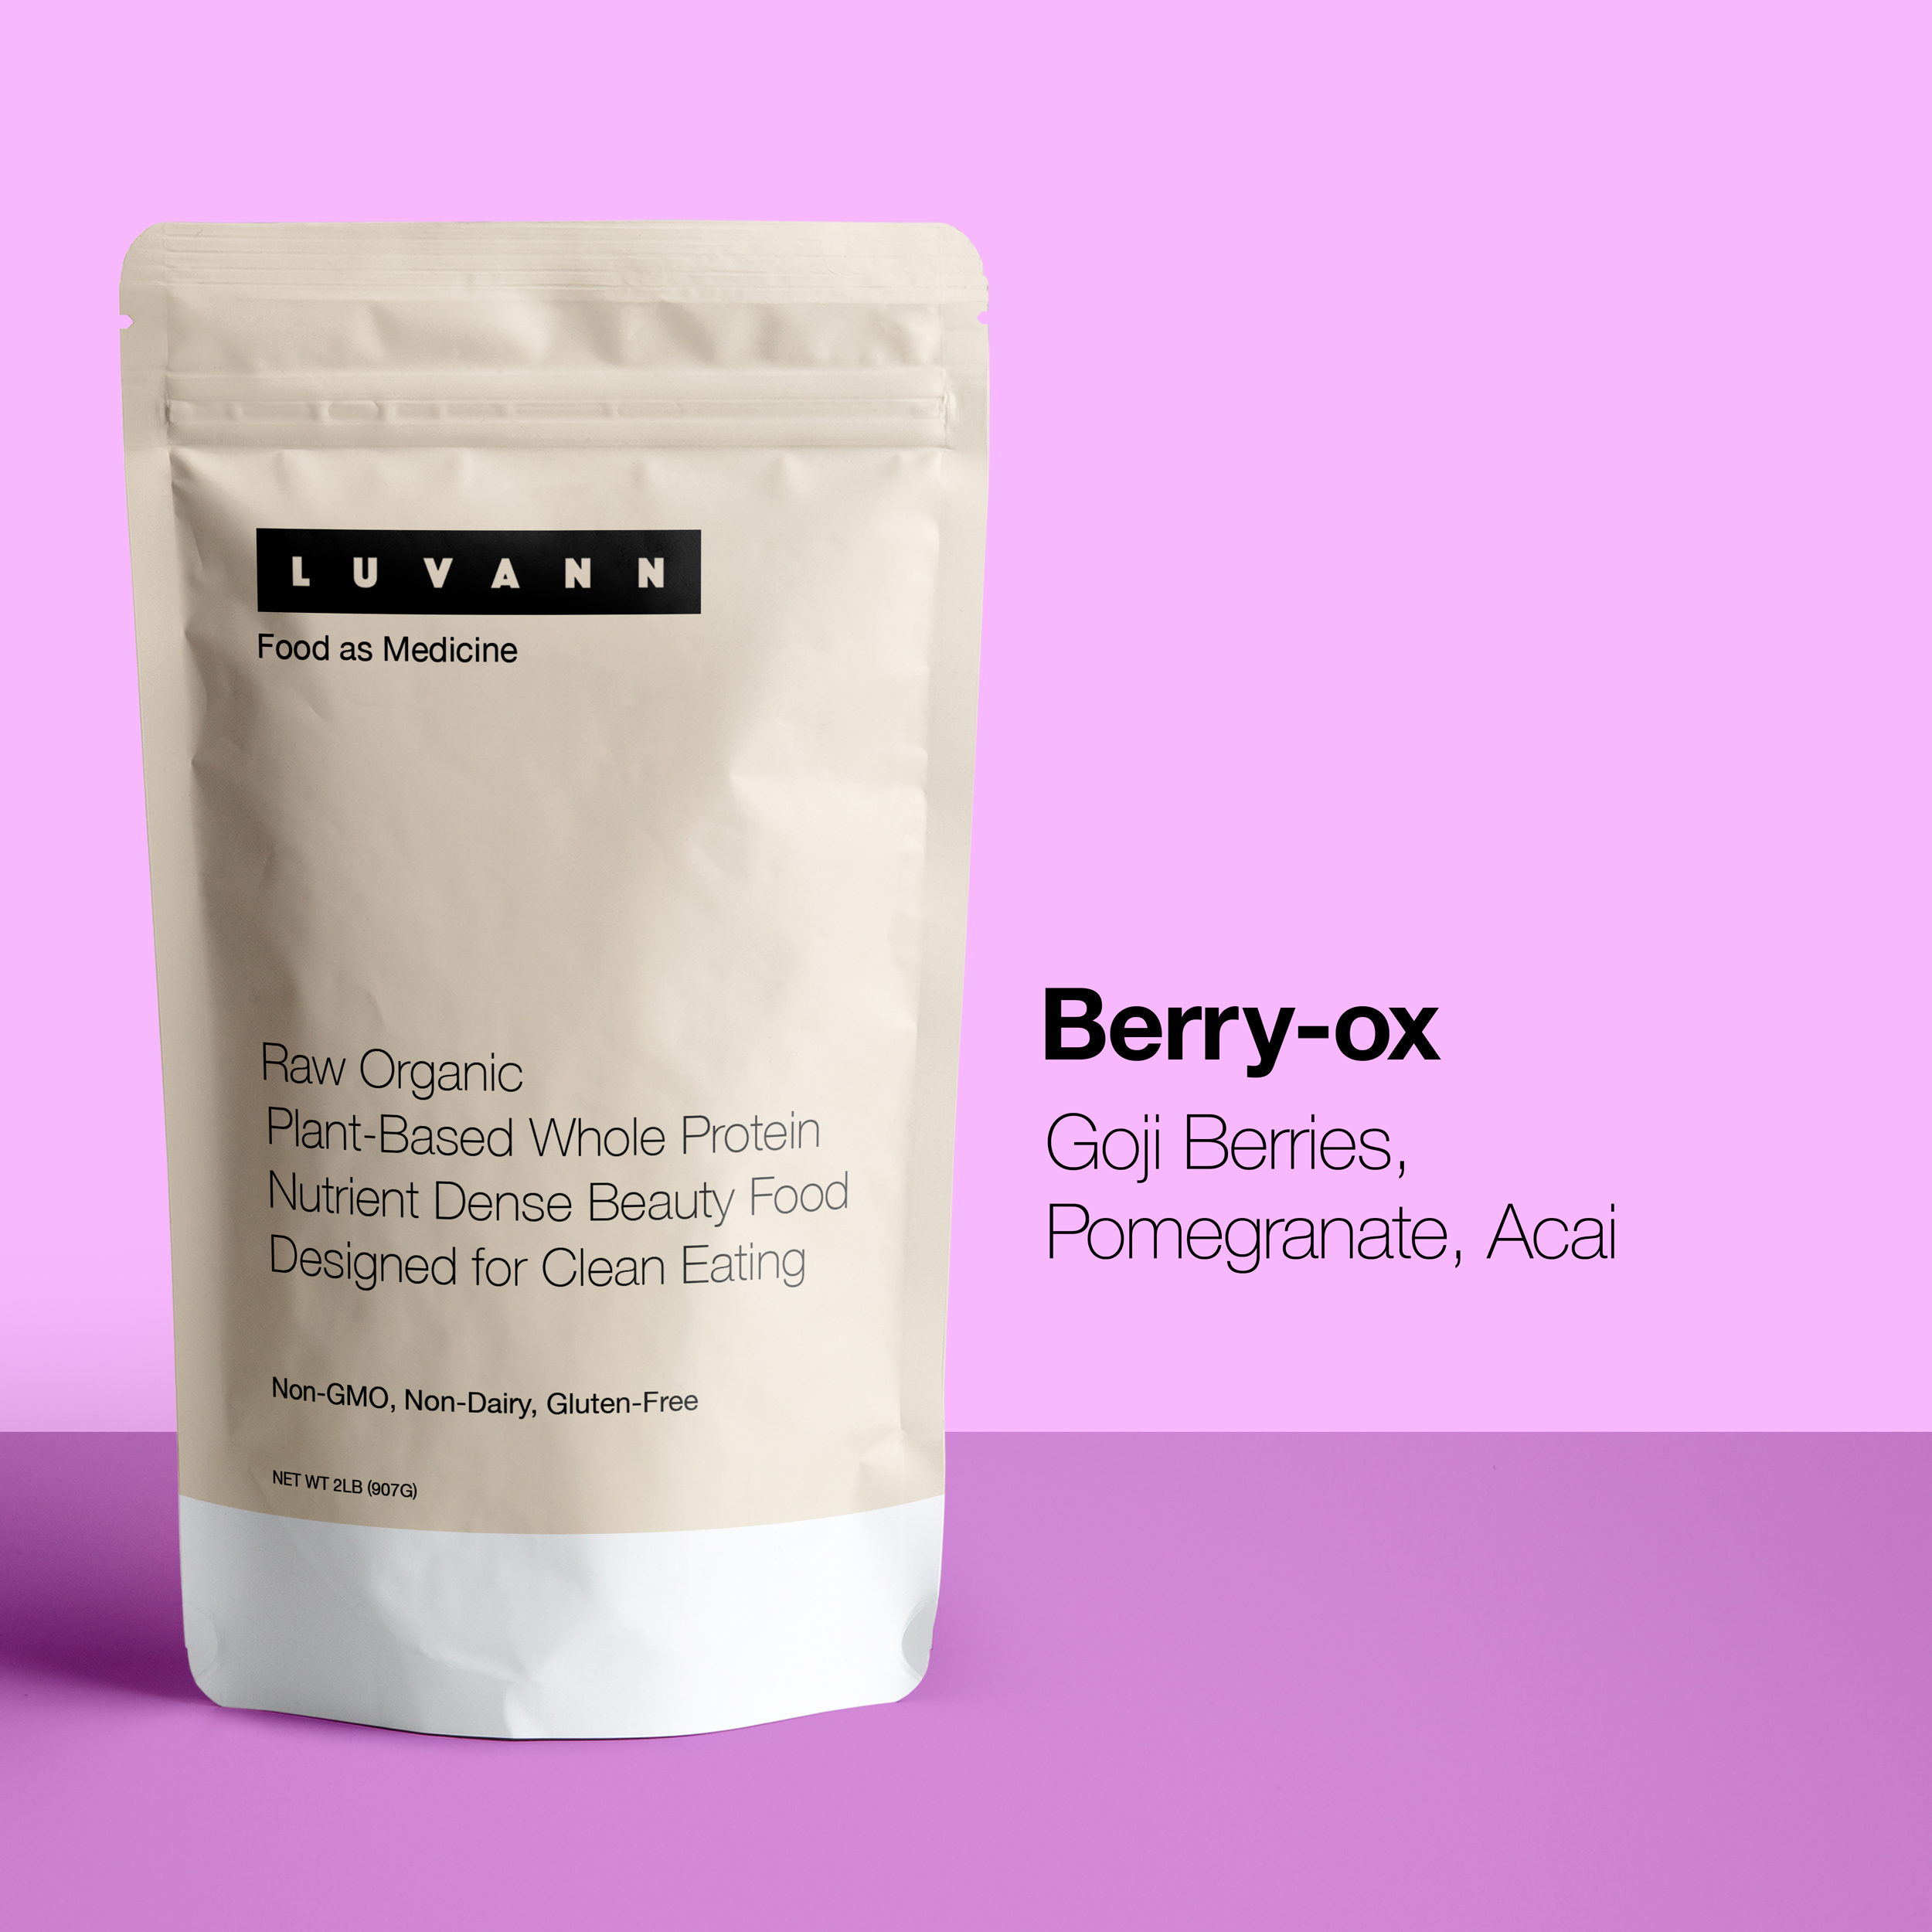 LUVANN
Food as Medicine
Raw Organic
Plant-Based Whole Protein
Nutrient Dense Beauty Food
Designed for Clean Eating
Non-GMO, Non-Dairy, Gluten-Free
NET WT 2LB (907G)
Berry-ox
Goji Berries,
Pomegranate, Acai